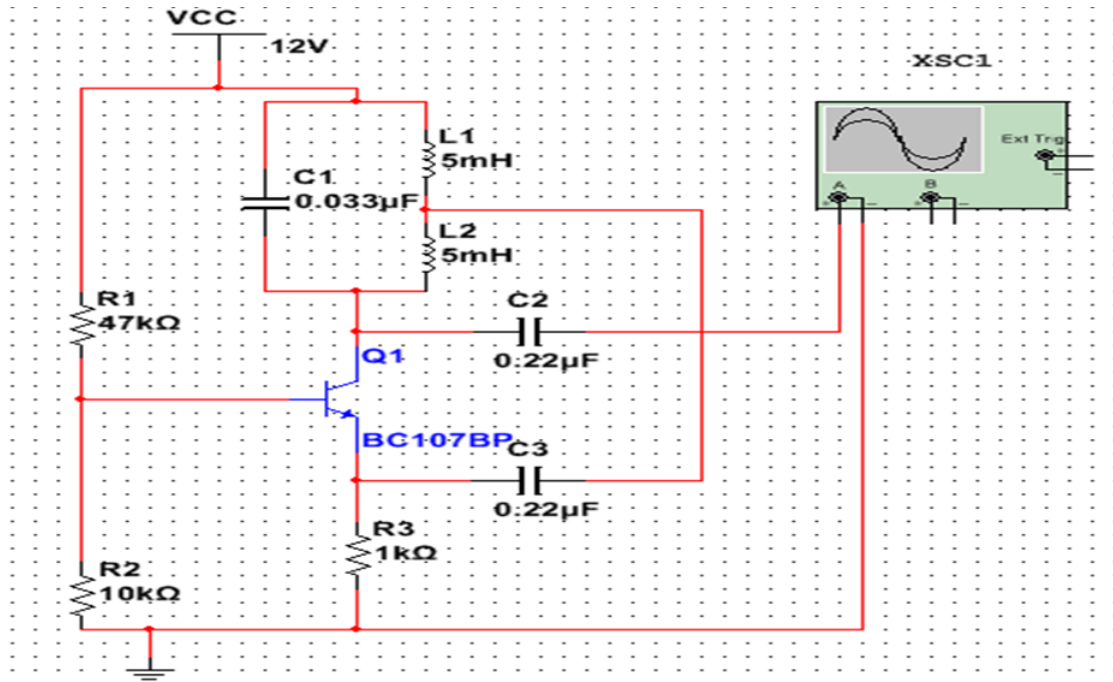 VCC
12V
XSC1
Ext Trig
+
-
A
B
+
-
+
-
L1
5mH
C1
0.033µF
L2
5mH
R1
47kΩ
C2
0.22µF
Q1
BC107BP
C3
0.22µF
R3
1kΩ
R2
10kΩ